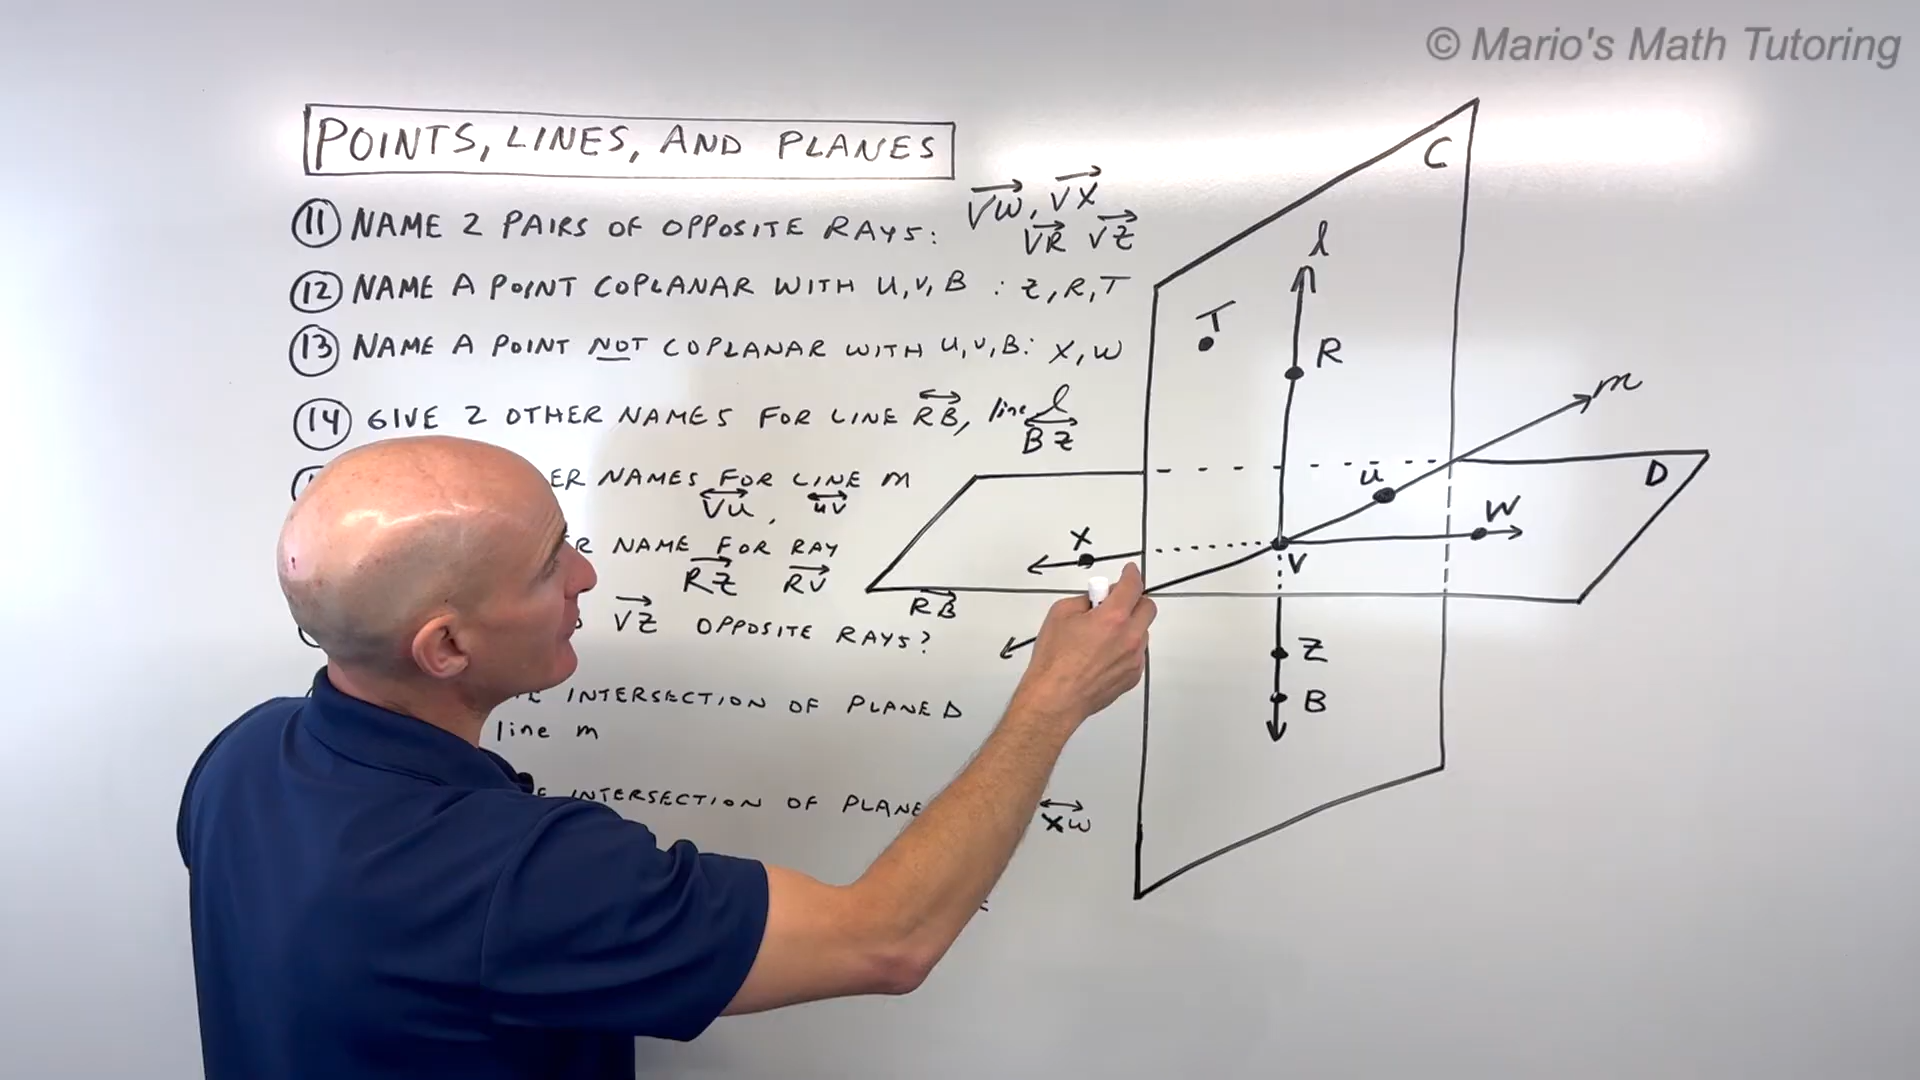 © Mario's Math Tutoring
POINTS, LINES, AND PLANES
⑪ NAME 2 PAIRS OF OPPOSITE RAYS: VW, VX
VR VZ
⑫ NAME A POINT COPLANAR WITH U, V, B : Z, R, T
⑬ NAME A POINT NOT COPLANAR WITH U, V, B: X, W
⑭ GIVE 2 OTHER NAMES FOR LINE RB, line l
BZ
NAMES FOR LINE m
VU, UV
NAME FOR RAY
RZ RV
RB
VZ OPPOSITE RAYS?
INTERSECTION OF PLANE D
line m
INTERSECTION OF PLANE
XW
C
l
T
R
m
U
D
X
W
V
Z
B